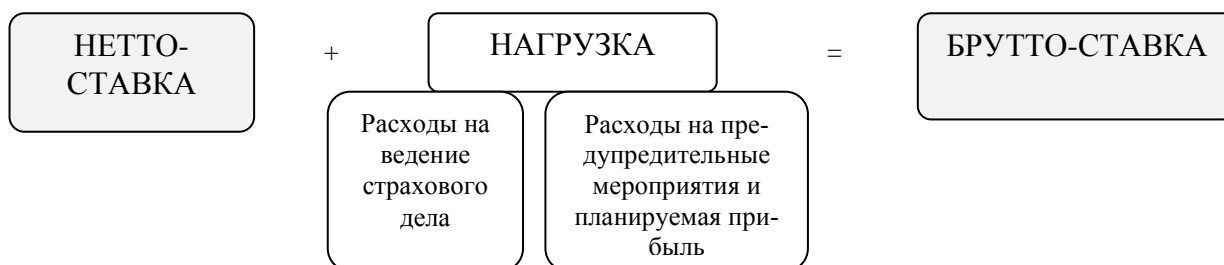 НЕТТО-
СТАВКА
+
НАГРУЗКА
=
БРУТТО-СТАВКА
Расходы на
ведение
страхового
дела
Расходы на пре-
дупредительные
мероприятия и
планируемая при-
быль